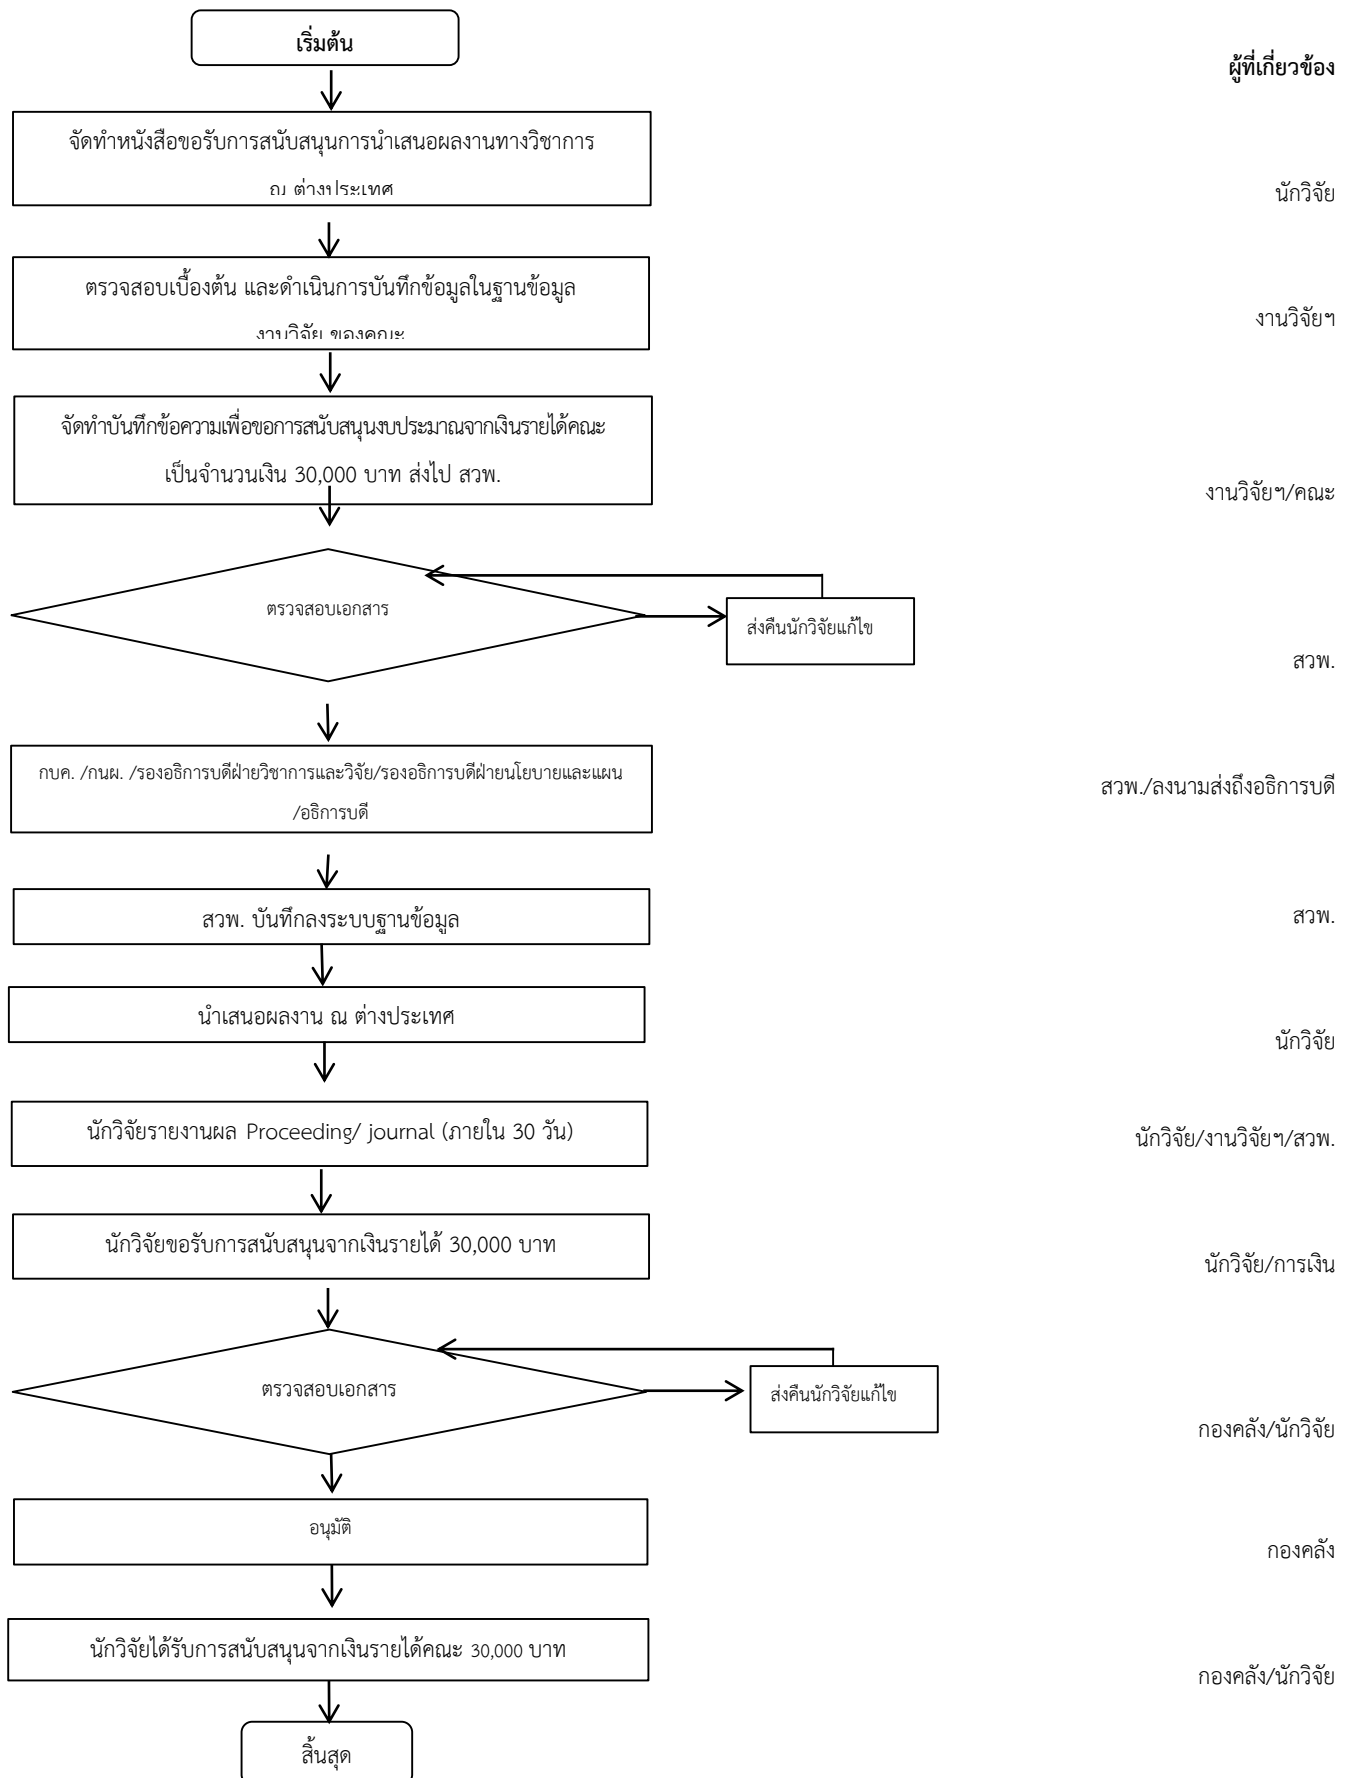 เริ่มต้น
ผู้ที่เกี่ยวข้อง
จัดทำหนังสือขอรับการสนับสนุนการนำเสนอผลงานทางวิชาการ
ณ ต่างประเทศ
นักวิจัย
ตรวจสอบเบื้องต้น และดำเนินการบันทึกข้อมูลในฐานข้อมูล
งานวิจัย ของคณะ
งานวิจัยฯ
จัดทำบันทึกข้อความเพื่อขอการสนับสนุนงบประมาณจากเงินรายได้คณะ
เป็นจำนวนเงิน 30,000 บาท ส่งไป สวพ.
งานวิจัยฯ/คณะ
ตรวจสอบเอกสาร
ส่งคืนนักวิจัยแก้ไข
สวพ.
กบค. /กนผ. /รองอธิการบดีฝ่ายวิชาการและวิจัย/รองอธิการบดีฝ่ายนโยบายและแผน
/อธิการบดี
สวพ./ลงนามส่งถึงอธิการบดี
สวพ. บันทึกลงระบบฐานข้อมูล
สวพ.
นำเสนอผลงาน ณ ต่างประเทศ
นักวิจัย
นักวิจัยรายงานผล Proceeding/ journal (ภายใน 30 วัน)
นักวิจัย/งานวิจัยฯ/สวพ.
นักวิจัยขอรับการสนับสนุนจากเงินรายได้ 30,000 บาท
นักวิจัย/การเงิน
ตรวจสอบเอกสาร
ส่งคืนนักวิจัยแก้ไข
กองคลัง/นักวิจัย
อนุมัติ
กองคลัง
นักวิจัยได้รับการสนับสนุนจากเงินรายได้คณะ 30,000 บาท
กองคลัง/นักวิจัย
สิ้นสุด